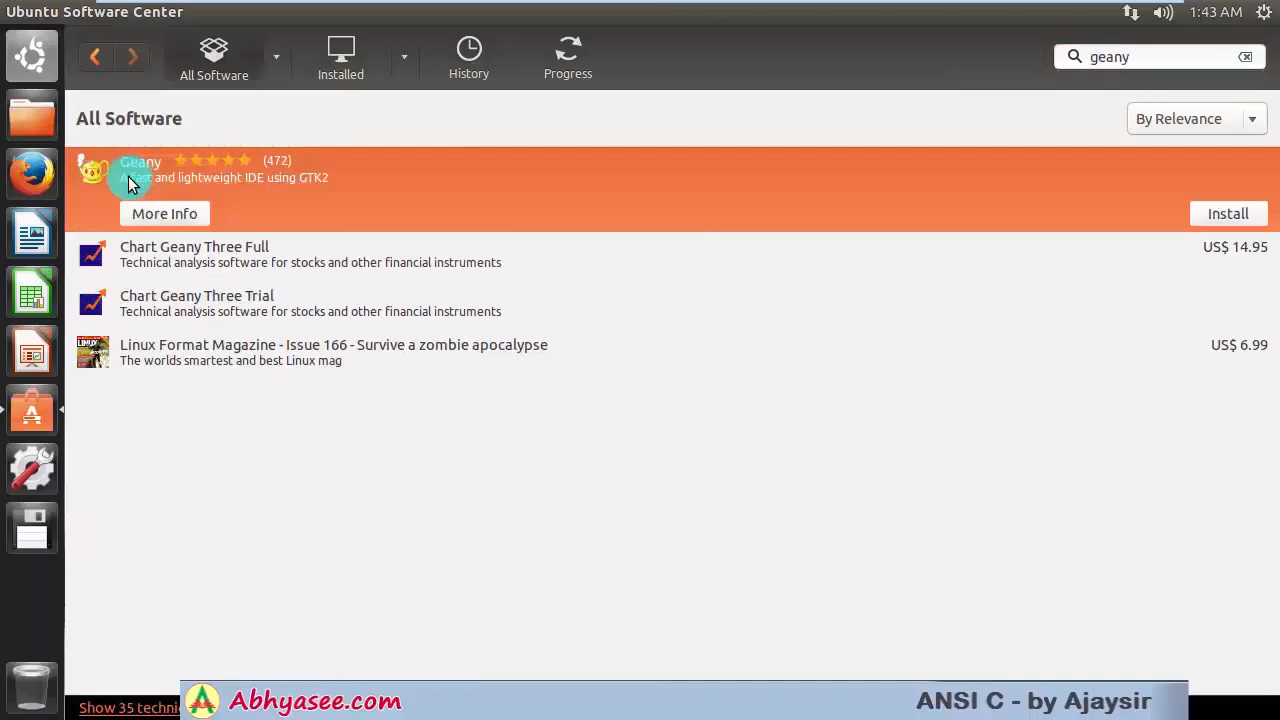 Ubuntu Software Center
1:43 AM
All Software
Installed
History
Progress
geany
All Software
By Relevance
Geany (472)
A fast and lightweight IDE using GTK2
More Info
Install
Chart Geany Three Full
US$ 14.95
Technical analysis software for stocks and other financial instruments
Chart Geany Three Trial
Technical analysis software for stocks and other financial instruments
Linux Format Magazine - Issue 166 - Survive a zombie apocalypse
US$ 6.99
The worlds smartest and best Linux mag
Show 35 techni
Abhyasee.com
ANSI C - by Ajaysir